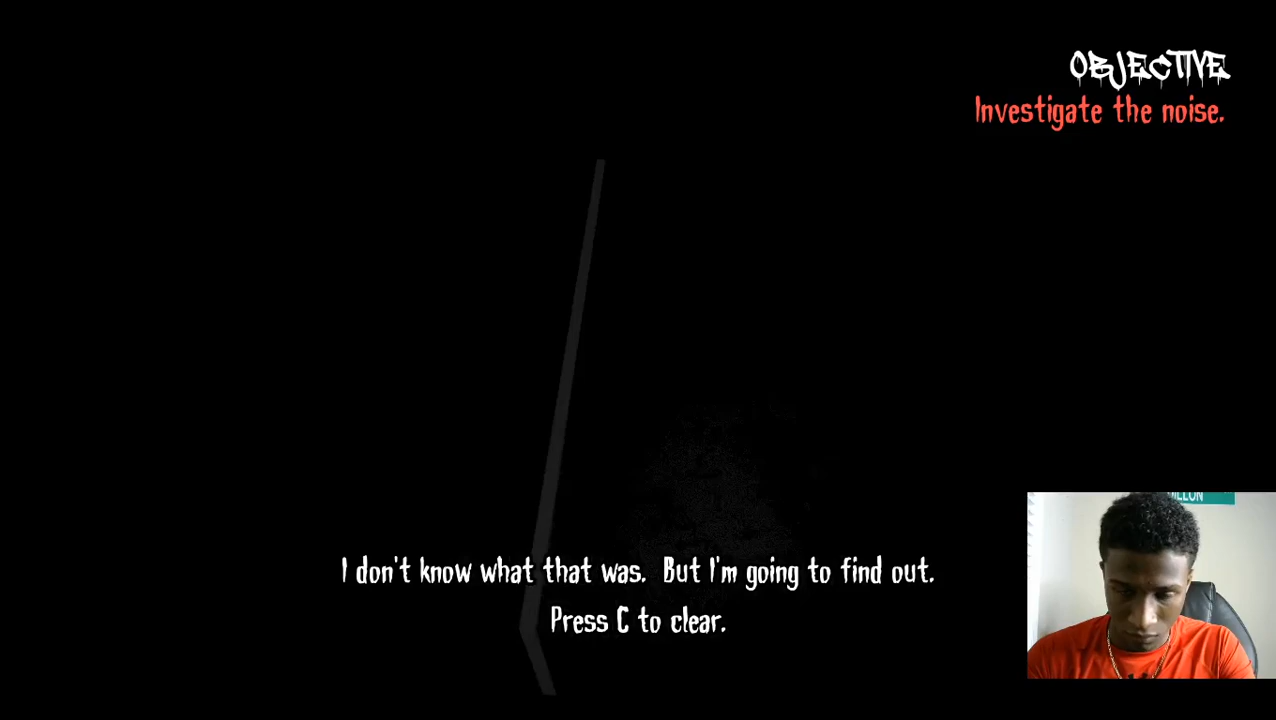 OBJECTIVE
Investigate the noise.
I don't know what that was. But I'm going to find out.
Press C to clear.